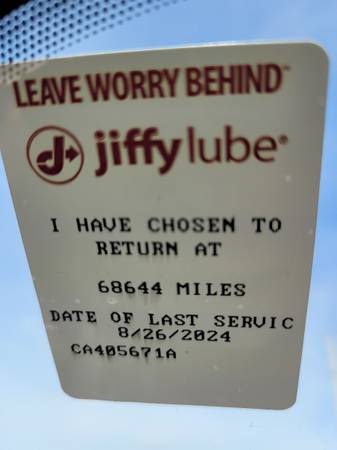 LEAVE WORRY BEHIND™
jiffy lube®
I HAVE CHOSEN TO
RETURN AT
68644 MILES
DATE OF LAST SERVIC
8/26/2024
CA405671A